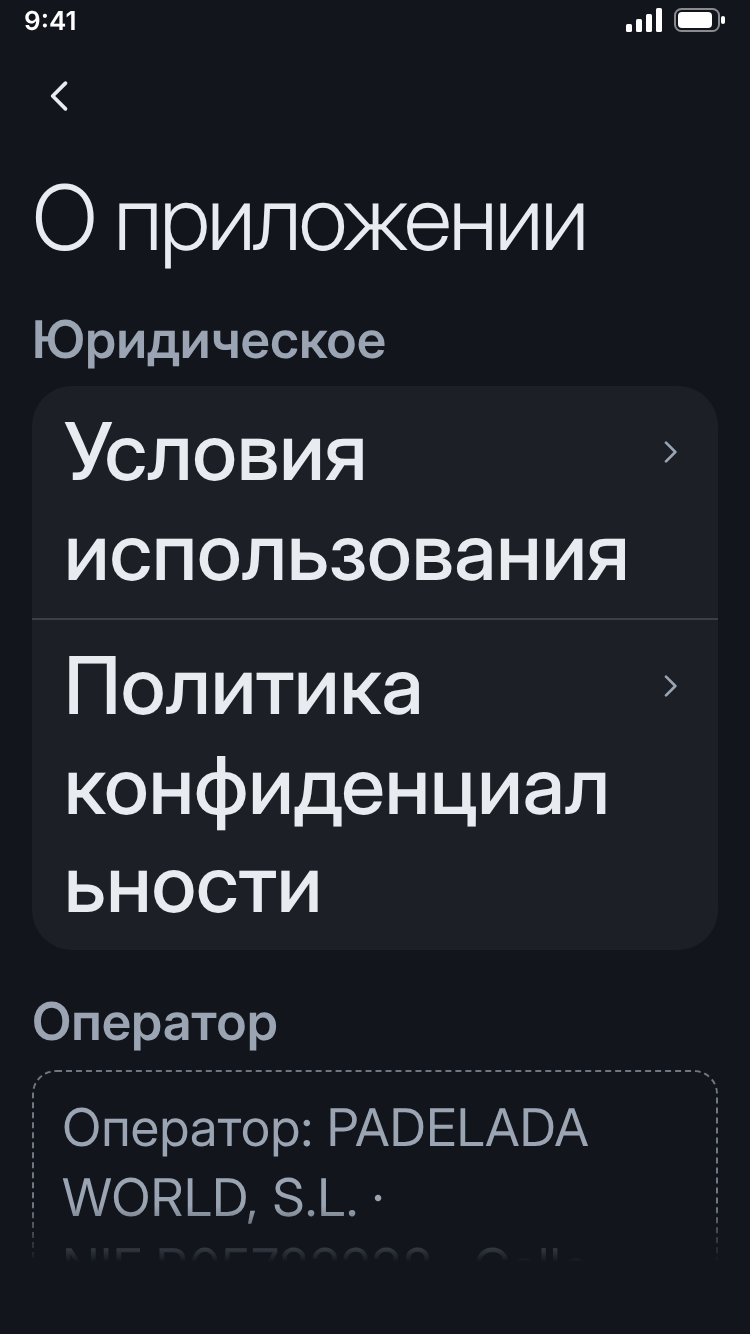 9:41
О приложении
Юридическое
Условия
использования
Политика
конфиденциал
ьности
Оператор
Оператор: PADELADA
WORLD, S.L. ·